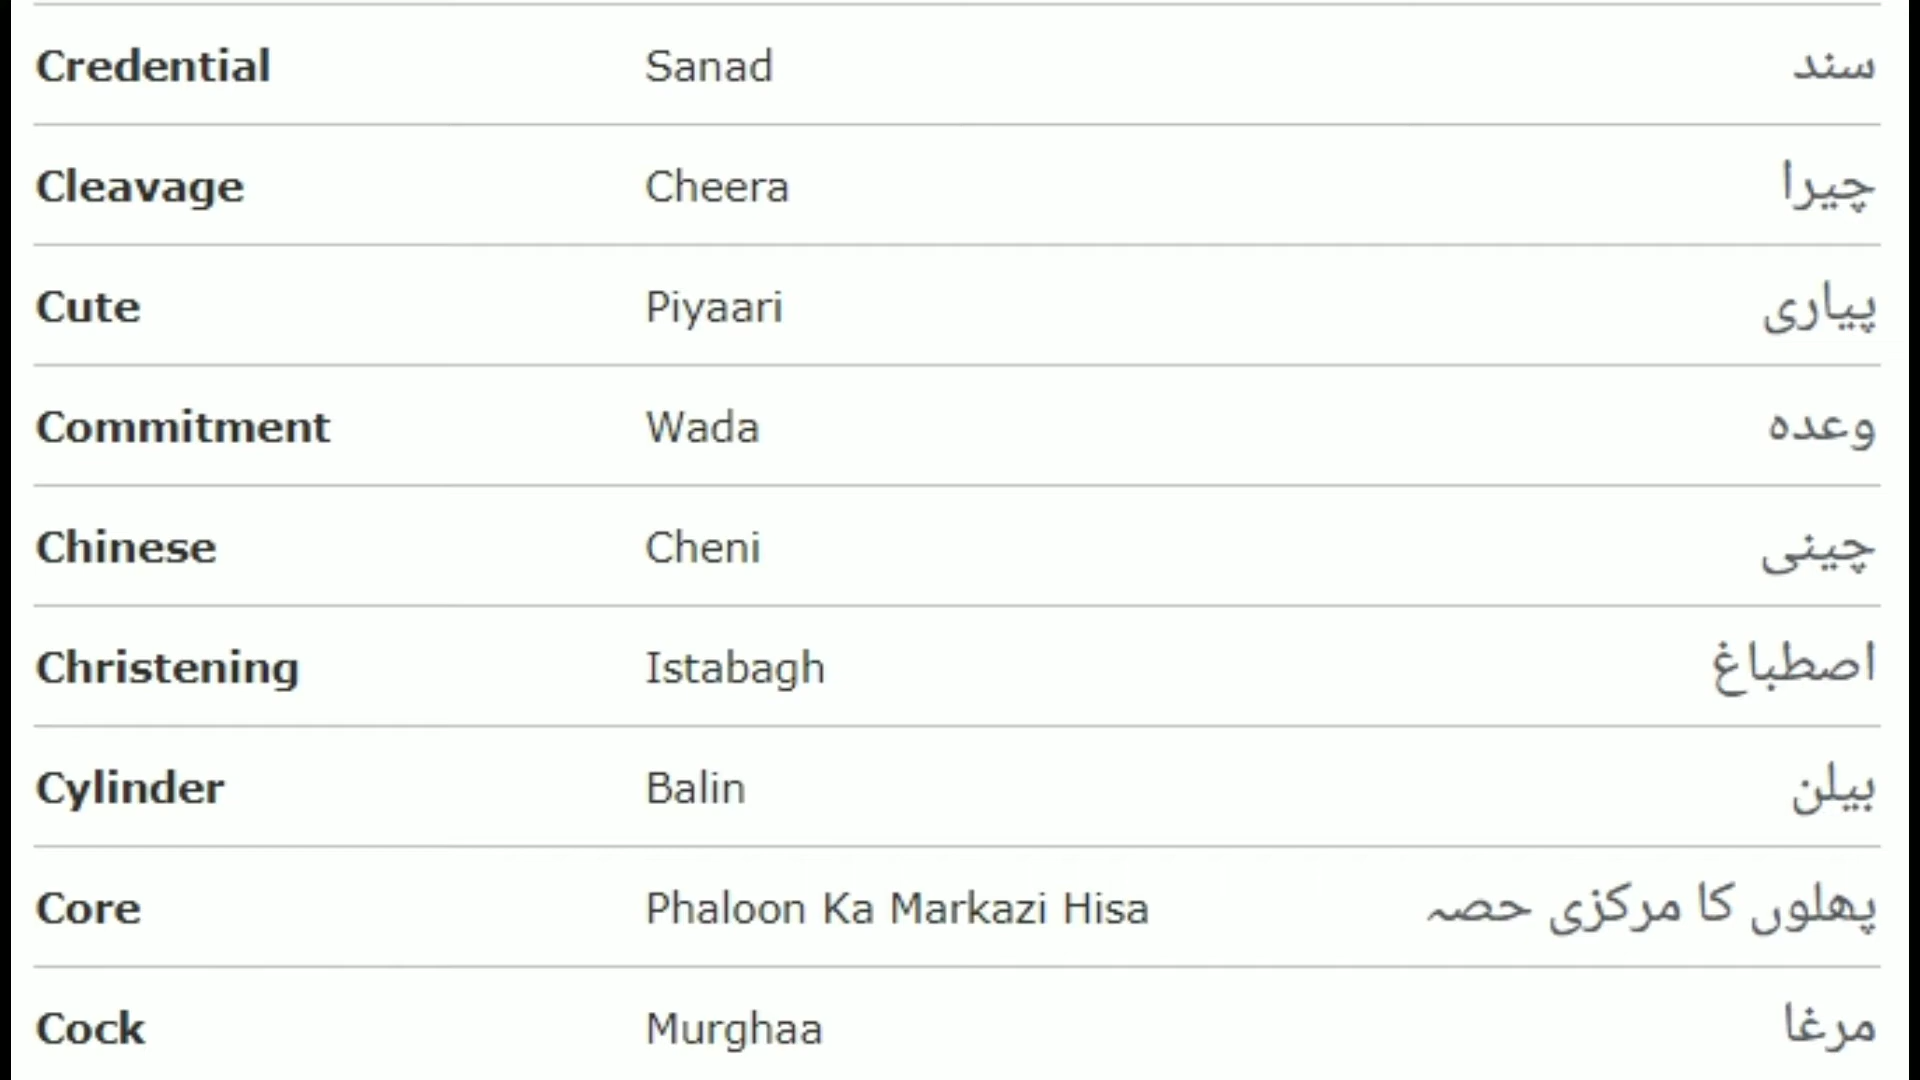 Credential Sanad سند
Cleavage Cheera چیرا
Cute Piyaari پیاری
Commitment Wada وعدہ
Chinese Cheni چینی
Christening Istabagh اصطباغ
Cylinder Balin بیلن
Core Phaloon Ka Markazi Hisa پھلوں کا مرکزی حصہ
Cock Murghaa مرغا